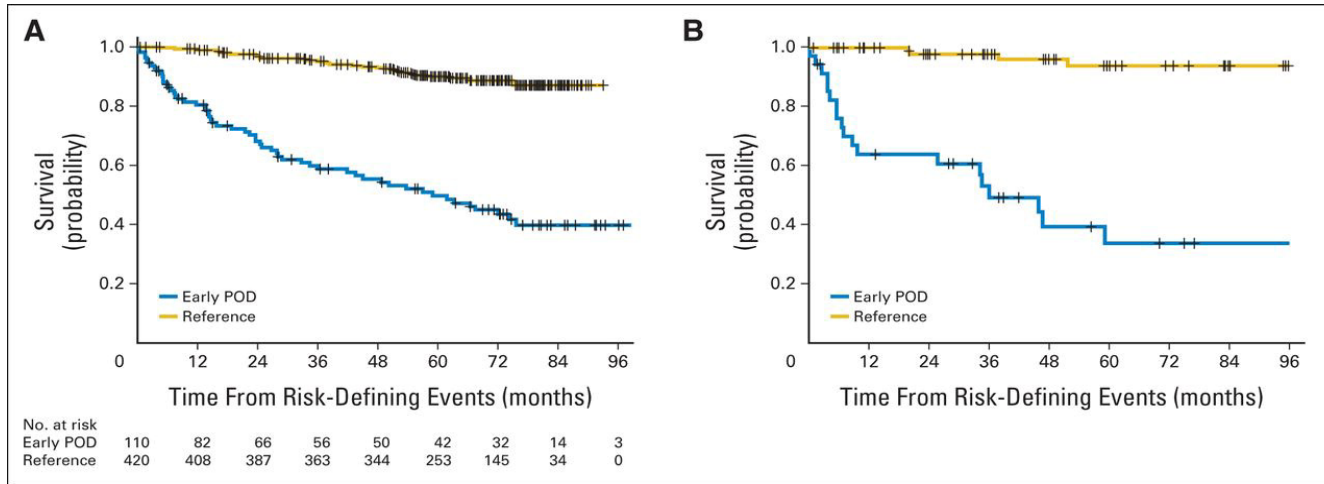 A
1.0
0.8
0.6
0.4
0.2
Survival
(probability)
Early POD
Reference
0 12 24 36 48 60 72 84 96
Time From Risk-Defining Events (months)
No. at risk
Early POD 110 82 66 56 50 42 32 14 3
Reference 420 408 387 363 344 253 145 34 0
B
1.0
0.8
0.6
0.4
0.2
Survival
(probability)
Early POD
Reference
0 12 24 36 48 60 72 84 96
Time From Risk-Defining Events (months)